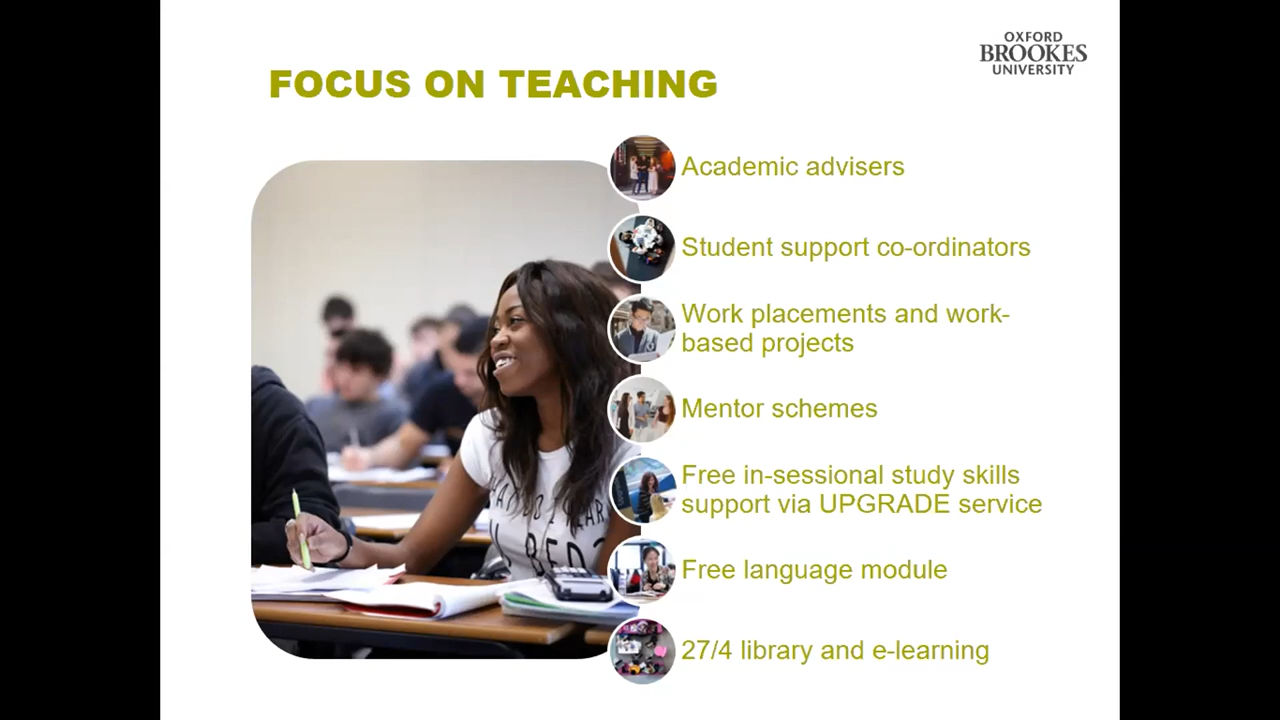 OXFORD
BROOKES
UNIVERSITY
FOCUS ON TEACHING
Academic advisers
Student support co-ordinators
Work placements and work-
based projects
Mentor schemes
Free in-sessional study skills
support via UPGRADE service
Free language module
27/4 library and e-learning